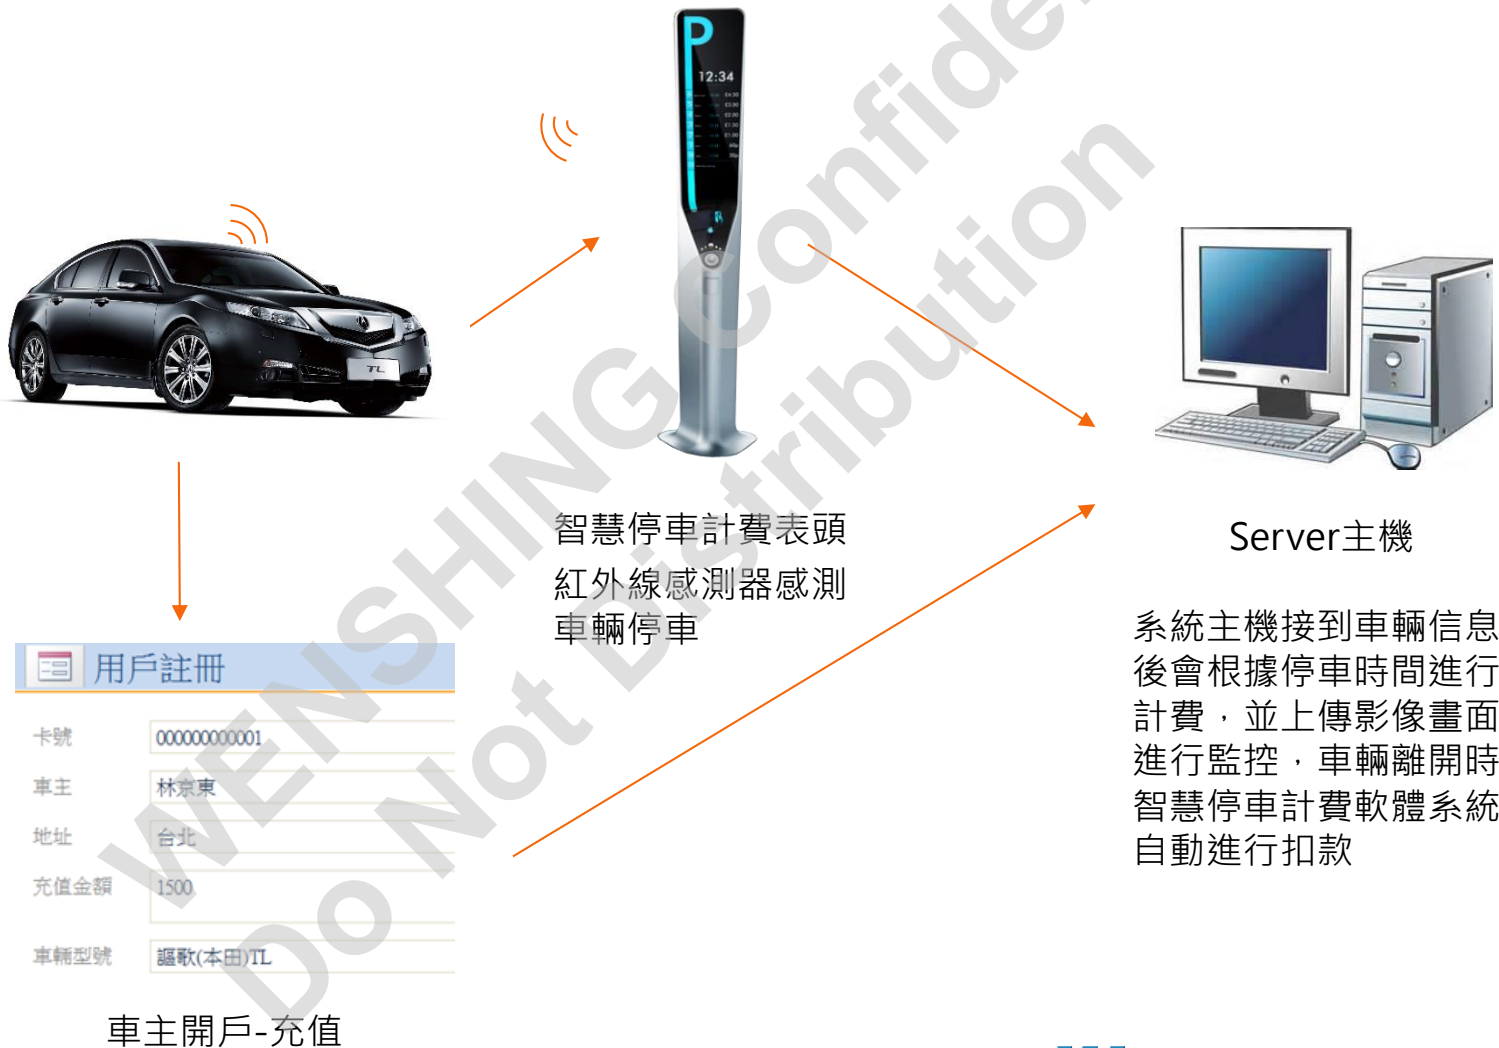 P
12:34
TL
智慧停車計費表頭
紅外線感測器感測
車輛停車
Server主機
系統主機接到車輛信息
後會根據停車時間進行
計費，並上傳影像畫面
進行監控，車輛離開時
智慧停車計費軟體系統
自動進行扣款
用戶註冊
卡號 000000000001
車主 林京東
地址 台北
充值金額 1500
車輛型號 謳歌(本田)TL
車主開戶-充值
WENSHING Confiden
Do Not Distribution